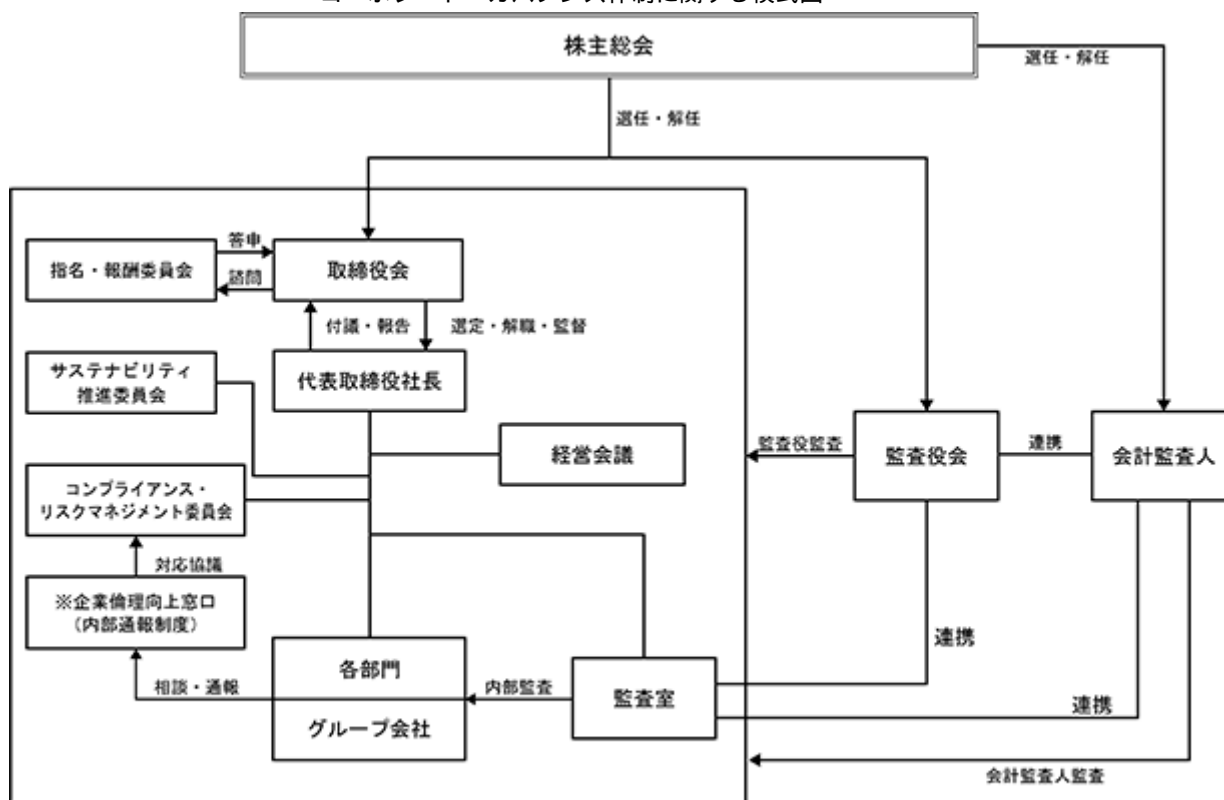 株主総会
選任・解任
選任・解任
答申
指名・報酬委員会
取締役会
諮問
付議・報告
選定・解職・監督
サステナビリティ
推進委員会
代表取締役社長
経営会議
監査役監査
監査役会
連携
会計監査人
コンプライアンス・
リスクマネジメント委員会
対応協議
※企業倫理向上窓口
（内部通報制度）
連携
各部門
相談・通報
内部監査
監査室
連携
グループ会社
会計監査人監査